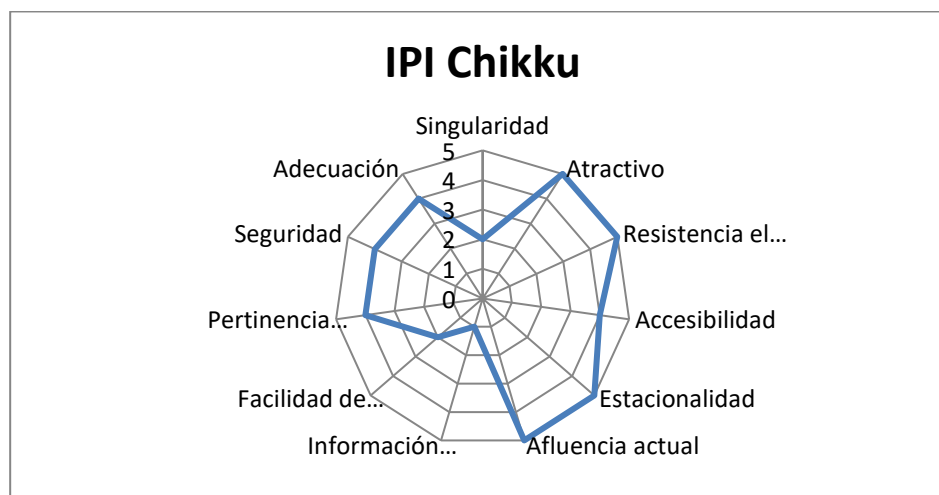 IPI Chikku
Singularidad
Atractivo
Resistencia el...
Accesibilidad
Estacionalidad
Afluencia actual
Información...
Facilidad de...
Pertinencia...
Seguridad
Adecuación
5
4
3
2
1
0